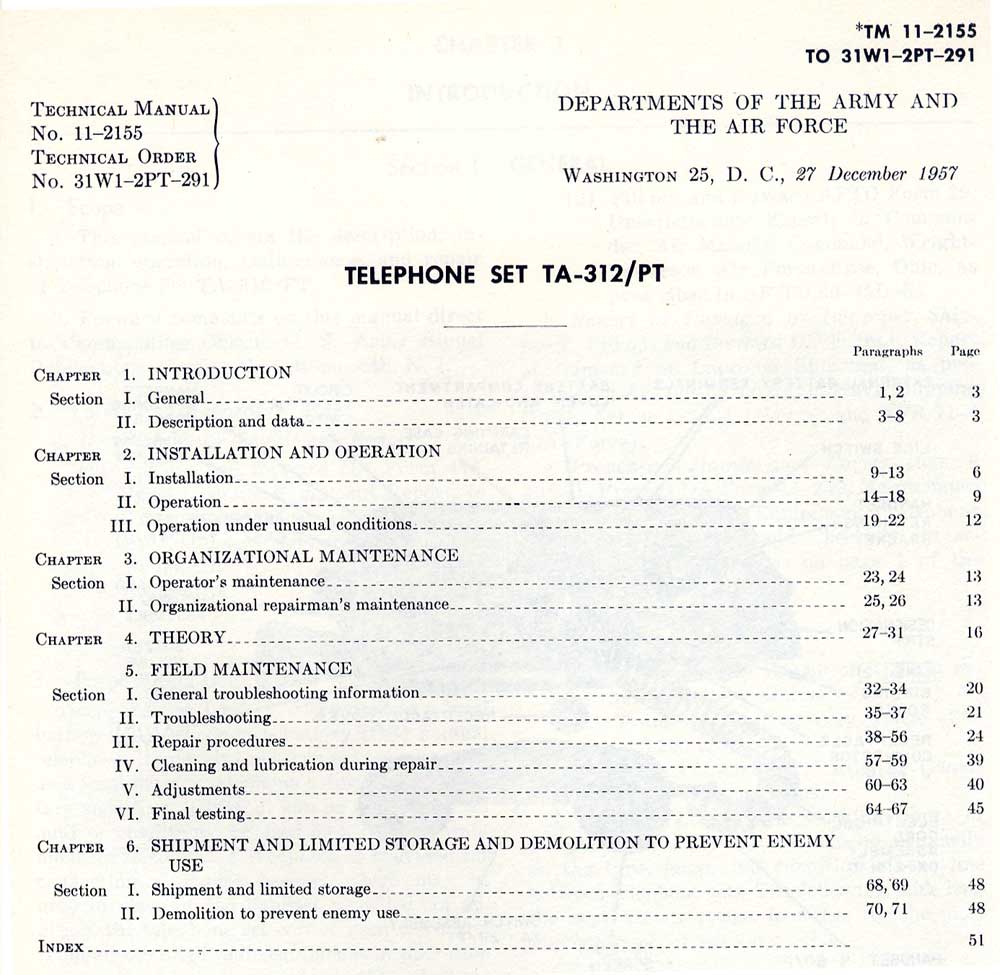 *TM 11–2155
TO 31W1–2PT–291
TECHNICAL MANUAL
No. 11–2155
TECHNICAL ORDER
No. 31W1–2PT–291
DEPARTMENTS OF THE ARMY AND
THE AIR FORCE
WASHINGTON 25, D. C., 27 December 1957
TELEPHONE SET TA–312/PT
Paragraphs Page
CHAPTER 1. INTRODUCTION
Section I. General 1, 2 3
II. Description and data 3–8 3
CHAPTER 2. INSTALLATION AND OPERATION
Section I. Installation 9–13 6
II. Operation 14–18 9
III. Operation under unusual conditions 19–22 12
CHAPTER 3. ORGANIZATIONAL MAINTENANCE
Section I. Operator's maintenance 23, 24 13
II. Organizational repairman's maintenance 25, 26 13
CHAPTER 4. THEORY 27–31 16
5. FIELD MAINTENANCE
Section I. General troubleshooting information 32–34 20
II. Troubleshooting 35–37 21
III. Repair procedures 38–56 24
IV. Cleaning and lubrication during repair 57–59 39
V. Adjustments 60–63 40
VI. Final testing 64–67 45
CHAPTER 6. SHIPMENT AND LIMITED STORAGE AND DEMOLITION TO PREVENT ENEMY
USE
Section I. Shipment and limited storage 68, 69 48
II. Demolition to prevent enemy use 70, 71 48
INDEX 51